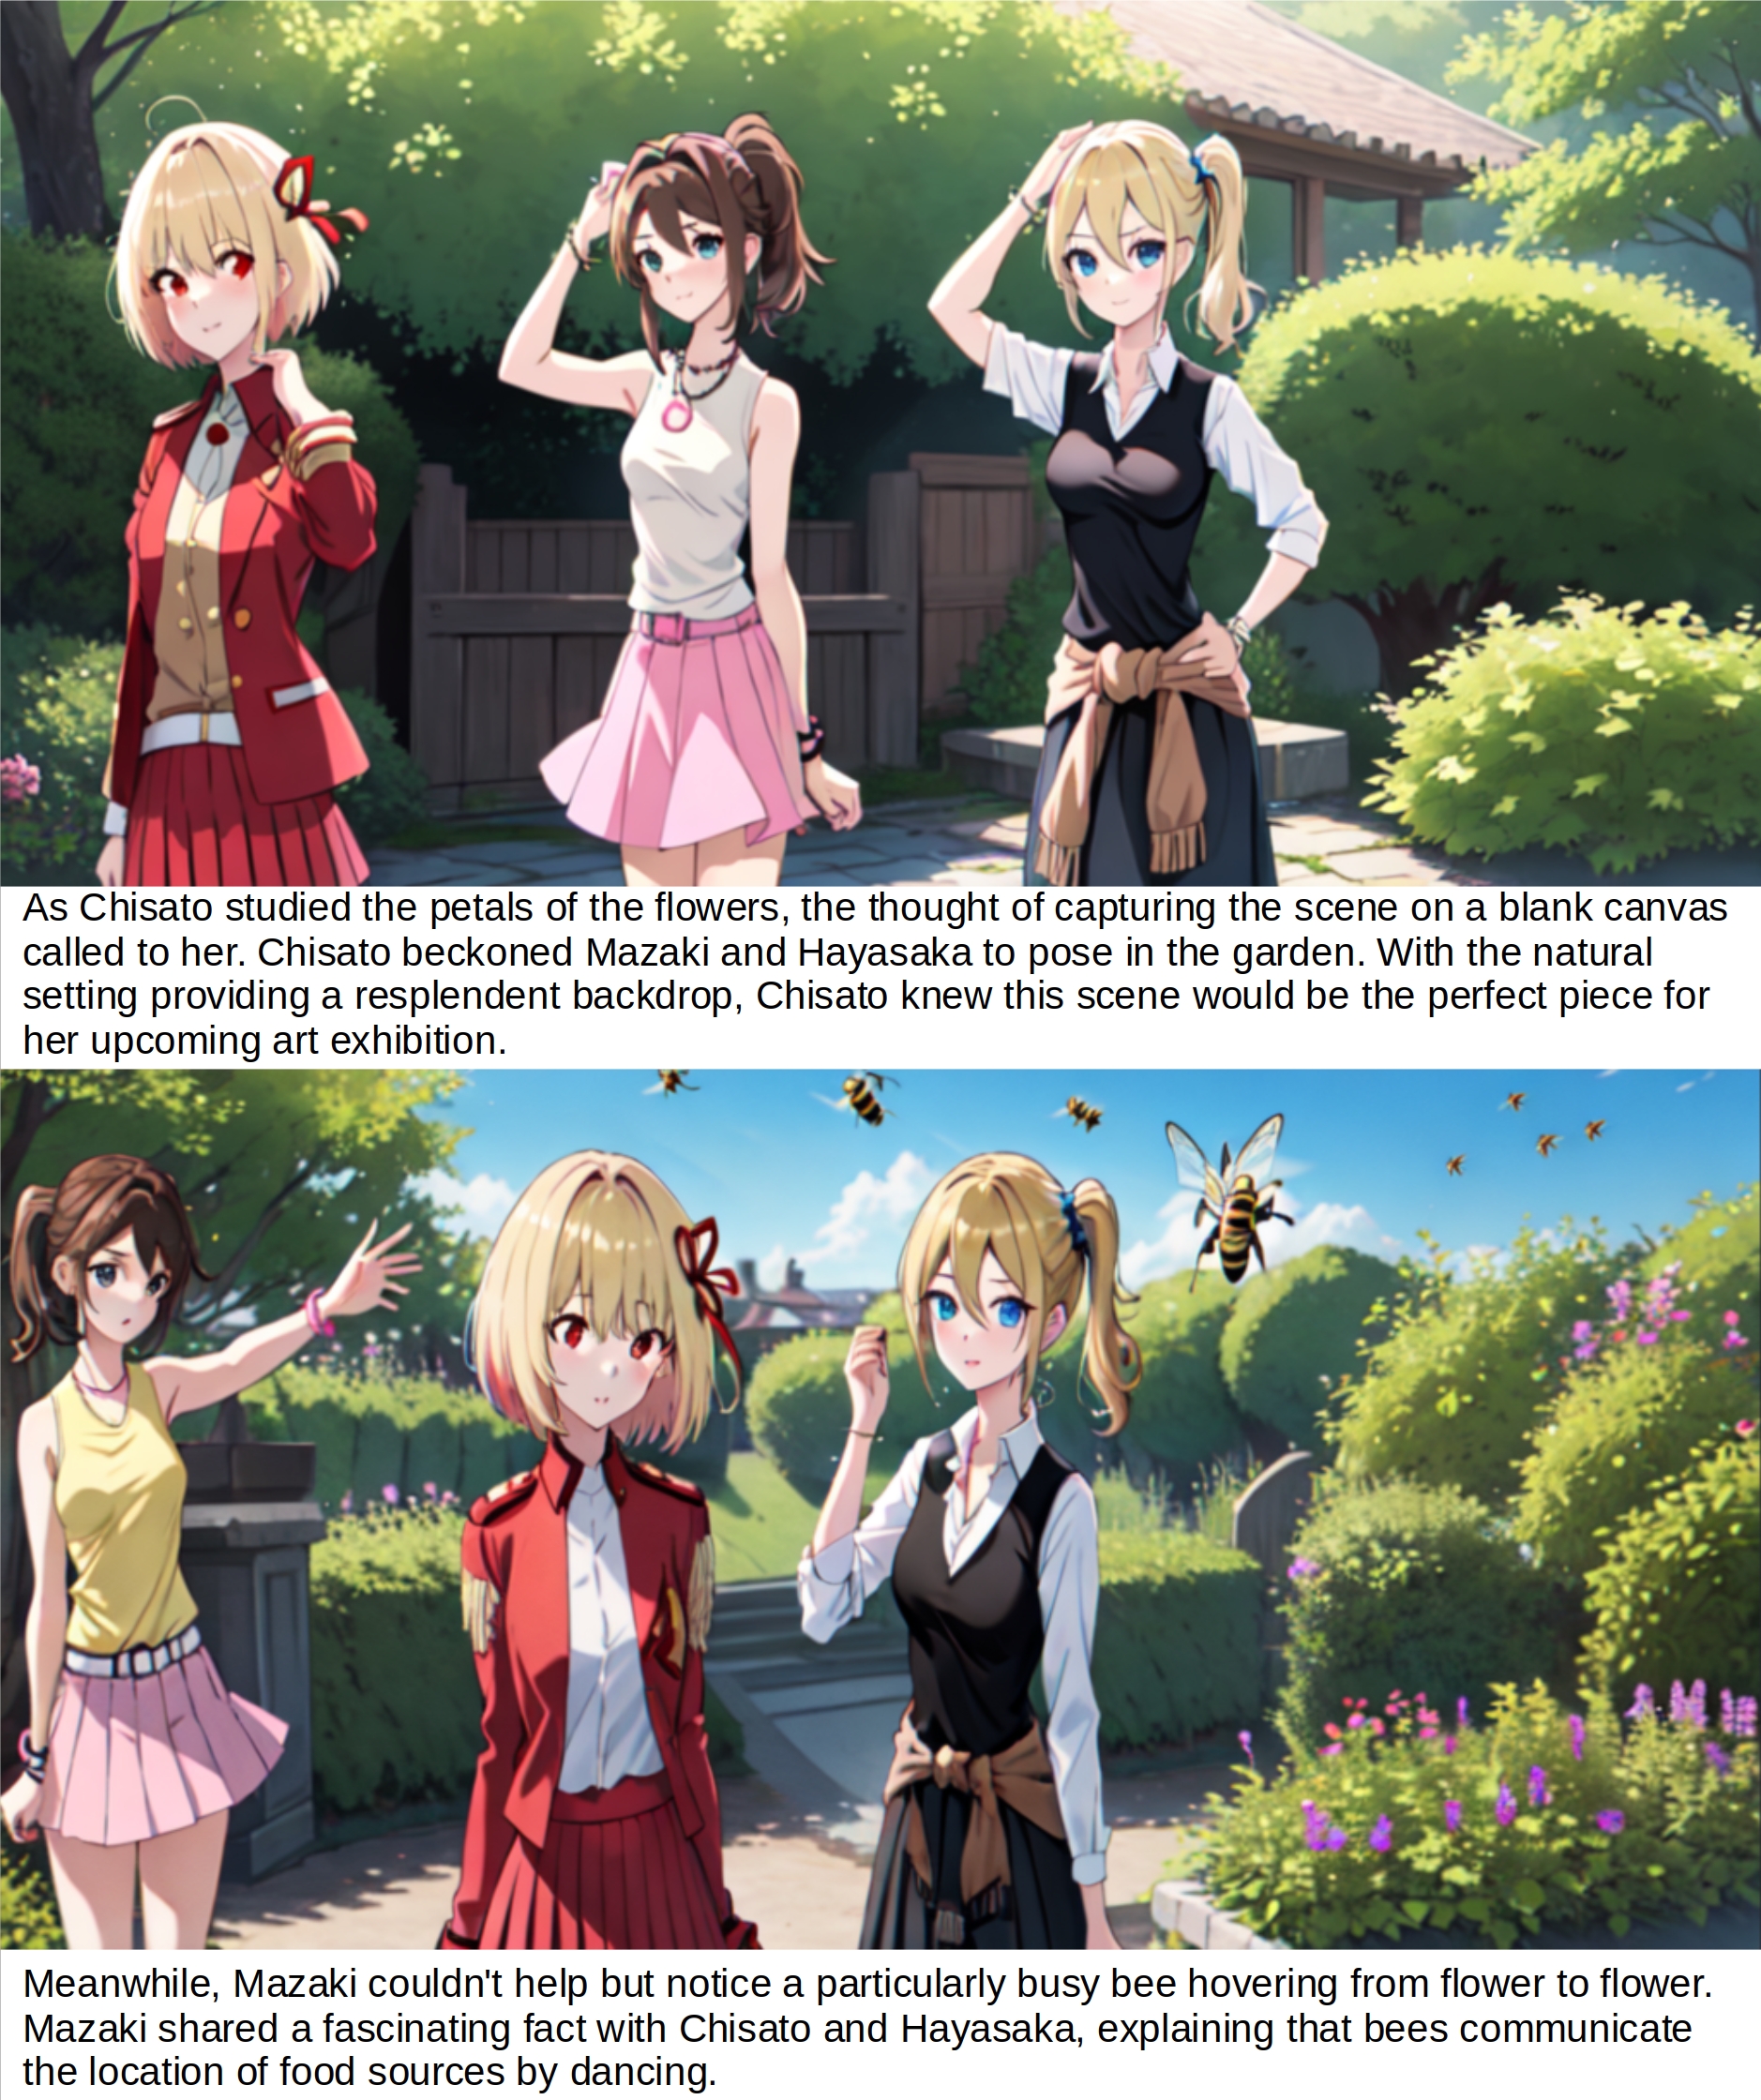 As Chisato studied the petals of the flowers, the thought of capturing the scene on a blank canvas
called to her. Chisato beckoned Mazaki and Hayasaka to pose in the garden. With the natural
setting providing a resplendent backdrop, Chisato knew this scene would be the perfect piece for
her upcoming art exhibition.
Meanwhile, Mazaki couldn't help but notice a particularly busy bee hovering from flower to flower.
Mazaki shared a fascinating fact with Chisato and Hayasaka, explaining that bees communicate
the location of food sources by dancing.